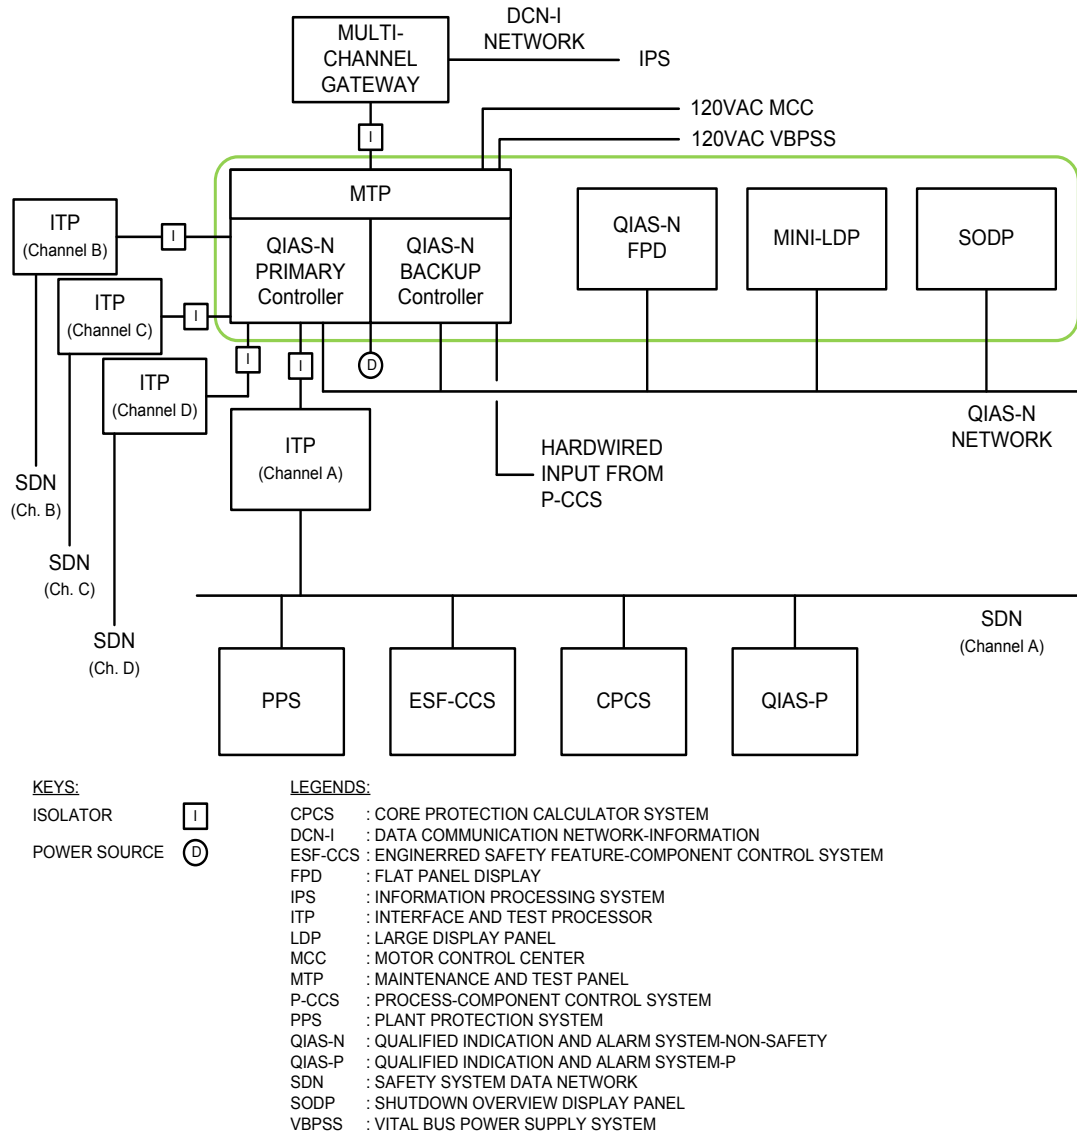 DCN-I
NETWORK
MULTI-
CHANNEL
GATEWAY
IPS
I
120VAC MCC
120VAC VBPSS
MTP
ITP
(Channel B)
I
QIAS-N
PRIMARY
Controller
QIAS-N
BACKUP
Controller
QIAS-N
FPD
MINI-LDP
SODP
ITP
(Channel C)
I
ITP
(Channel D)
I
I
D
ITP
(Channel A)
QIAS-N
NETWORK
HARDWIRED
INPUT FROM
P-CCS
SDN
(Ch. B)
SDN
(Ch. C)
SDN
(Ch. D)
SDN
(Channel A)
PPS
ESF-CCS
CPCS
QIAS-P
KEYS:
ISOLATOR I
POWER SOURCE D
LEGENDS:
CPCS : CORE PROTECTION CALCULATOR SYSTEM
DCN-I : DATA COMMUNICATION NETWORK-INFORMATION
ESF-CCS : ENGINERRED SAFETY FEATURE-COMPONENT CONTROL SYSTEM
FPD : FLAT PANEL DISPLAY
IPS : INFORMATION PROCESSING SYSTEM
ITP : INTERFACE AND TEST PROCESSOR
LDP : LARGE DISPLAY PANEL
MCC : MOTOR CONTROL CENTER
MTP : MAINTENANCE AND TEST PANEL
P-CCS : PROCESS-COMPONENT CONTROL SYSTEM
PPS : PLANT PROTECTION SYSTEM
QIAS-N : QUALIFIED INDICATION AND ALARM SYSTEM-NON-SAFETY
QIAS-P : QUALIFIED INDICATION AND ALARM SYSTEM-P
SDN : SAFETY SYSTEM DATA NETWORK
SODP : SHUTDOWN OVERVIEW DISPLAY PANEL
VBPSS : VITAL BUS POWER SUPPLY SYSTEM